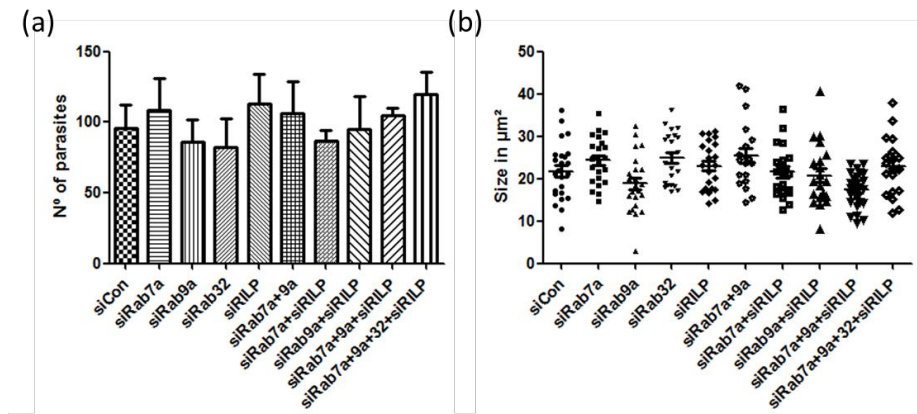 (a)
(b)
Nº of parasites
150
100
50
0
siCon
siRab7a
siRab9a
siRab32
siRILP
siRab7a+9a
siRab7a+siRILP
siRab9a+siRILP
siRab7a+9a+siRILP
siRab7a+9a+32+siRILP
Size in µm²
50
40
30
20
10
0
siCon
siRab7a
siRab9a
siRab32
siRILP
siRab7a+9a
siRab7a+siRILP
siRab9a+siRILP
siRab7a+9a+siRILP
siRab7a+9a+32+siRILP